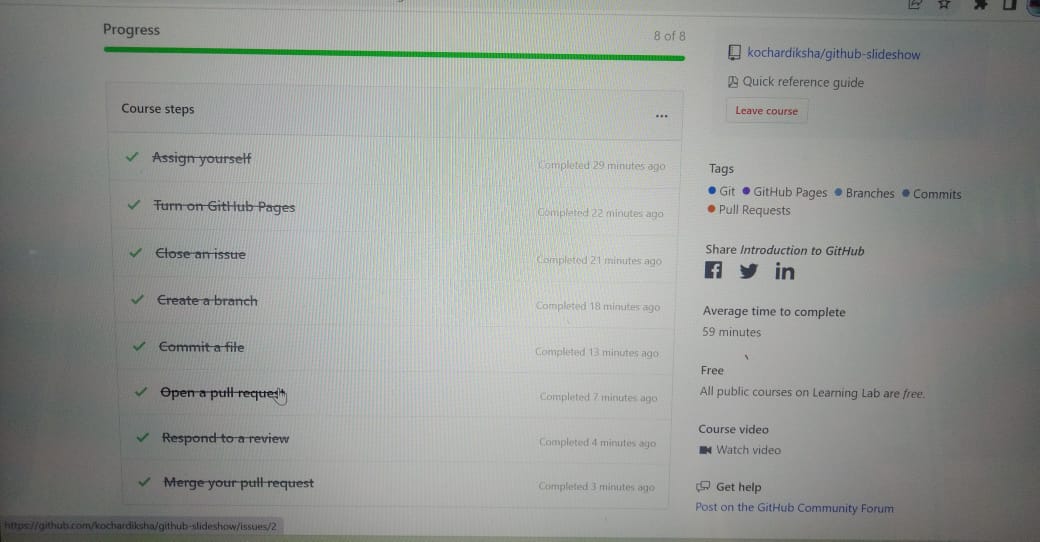 Progress
8 of 8
Course steps
...
Assign yourself
Completed 29 minutes ago
Turn on GitHub Pages
Completed 22 minutes ago
Close an issue
Completed 21 minutes ago
Create a branch
Completed 18 minutes ago
Commit a file
Completed 13 minutes ago
Open a pull request
Completed 7 minutes ago
Respond to a review
Completed 4 minutes ago
Merge your pull request
Completed 3 minutes ago
https://github.com/kochardiksha/github-slideshow/issues/2
kochardiksha/github-slideshow
Quick reference guide
Leave course
Tags
Git GitHub Pages Branches Commits
Pull Requests
Share Introduction to GitHub
Average time to complete
59 minutes
Free
All public courses on Learning Lab are free.
Course video
Watch video
Get help
Post on the GitHub Community Forum